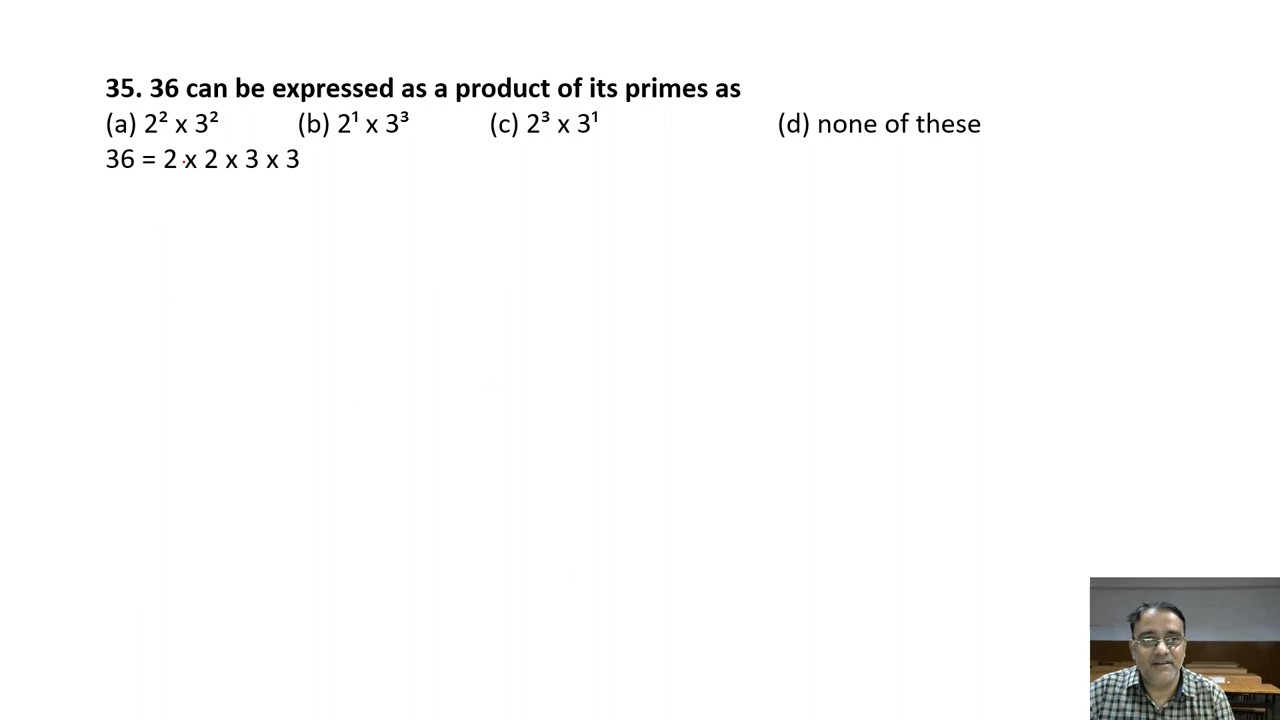 35. 36 can be expressed as a product of its primes as
(a) 2² x 3² (b) 2¹ x 3³ (c) 2³ x 3¹ (d) none of these
36 = 2 x 2 x 3 x 3